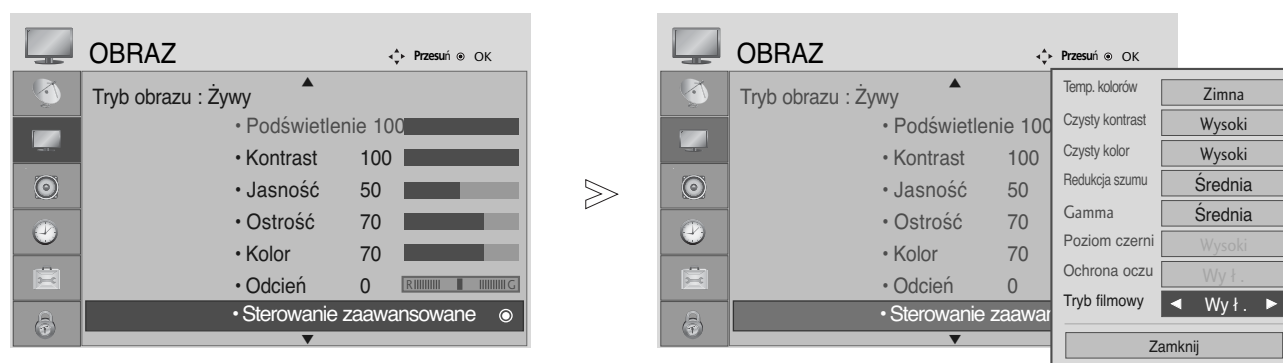 OBRAZ
Przesuń OK
Tryb obrazu : Żywy
• Podświetlenie 100
• Kontrast 100
• Jasność 50
• Ostrość 70
• Kolor 70
• Odcień 0 R G
• Sterowanie zaawansowane
OBRAZ
Przesuń OK
Tryb obrazu : Żywy
• Podświetlenie 100
• Kontrast 100
• Jasność 50
• Ostrość 70
• Kolor 70
• Odcień 0
• Sterowanie zaawan
Temp. kolorów Zimna
Czysty kontrast Wysoki
Czysty kolor Wysoki
Redukcja szumu Średnia
Gamma Średnia
Poziom czerni Wysoki
Ochrona oczu Wył.
Tryb filmowy ◄ Wył. ►
Zamknij